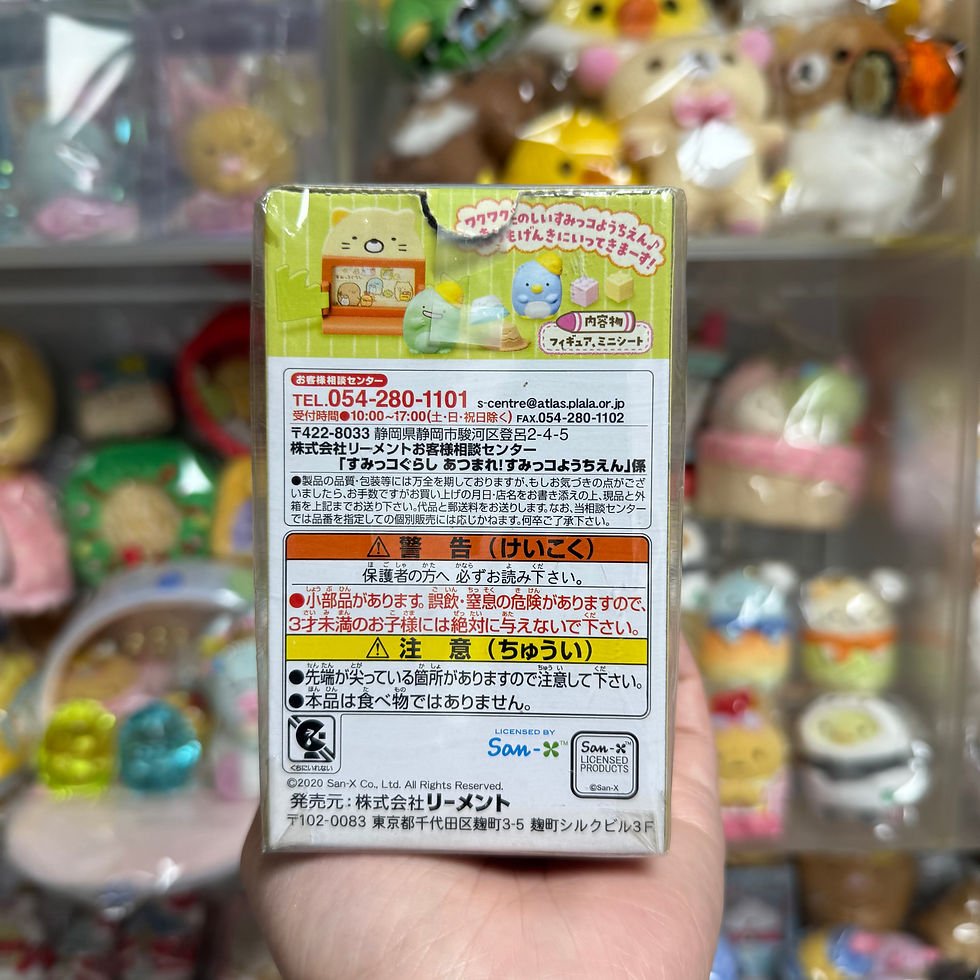 ワクワクたのしいすみっコようちえん♪
きょうもげんきにいってきまーす!
内容物
フィギュア、ミニシート
お客様相談センター
TEL.054-280-1101 s-centre@atlas.plala.or.jp
受付時間●10:00~17:00(土・日・祝日除く) FAX.054-280-1102
〒422-8033 静岡県静岡市駿河区登呂2-4-5
株式会社リーメントお客様相談センター
「すみっコぐらし あつまれ!すみっコようちえん」係
●製品の品質・包装等には万全を期しておりますが、もしお気づきの点がござ
いましたら、お手数ですがお買い上げの月日・店名をお書き添えの上、現品と外
箱を上記までお送り下さい。代品と郵送料をお送りします。なお、当相談センター
では品番を指定しての個別販売には応じかねます。何卒ご了承下さい。
警 告(けいこく)
保護者の方へ 必ずお読み下さい。
●小部品があります。誤飲・窒息の危険がありますので、
3才未満のお子様には絶対に与えないで下さい。
注 意(ちゅうい)
●先端が尖っている箇所がありますので注意して下さい。
●本品は食べ物ではありません。
くちにいれない
LICENSED BY
San-X™
San-X™
LICENSED
PRODUCTS
©San-X
©2020 San-X Co., Ltd. All Rights Reserved.
発売元:株式会社リーメント
〒102-0083 東京都千代田区麹町3-5 麹町シルクビル3F